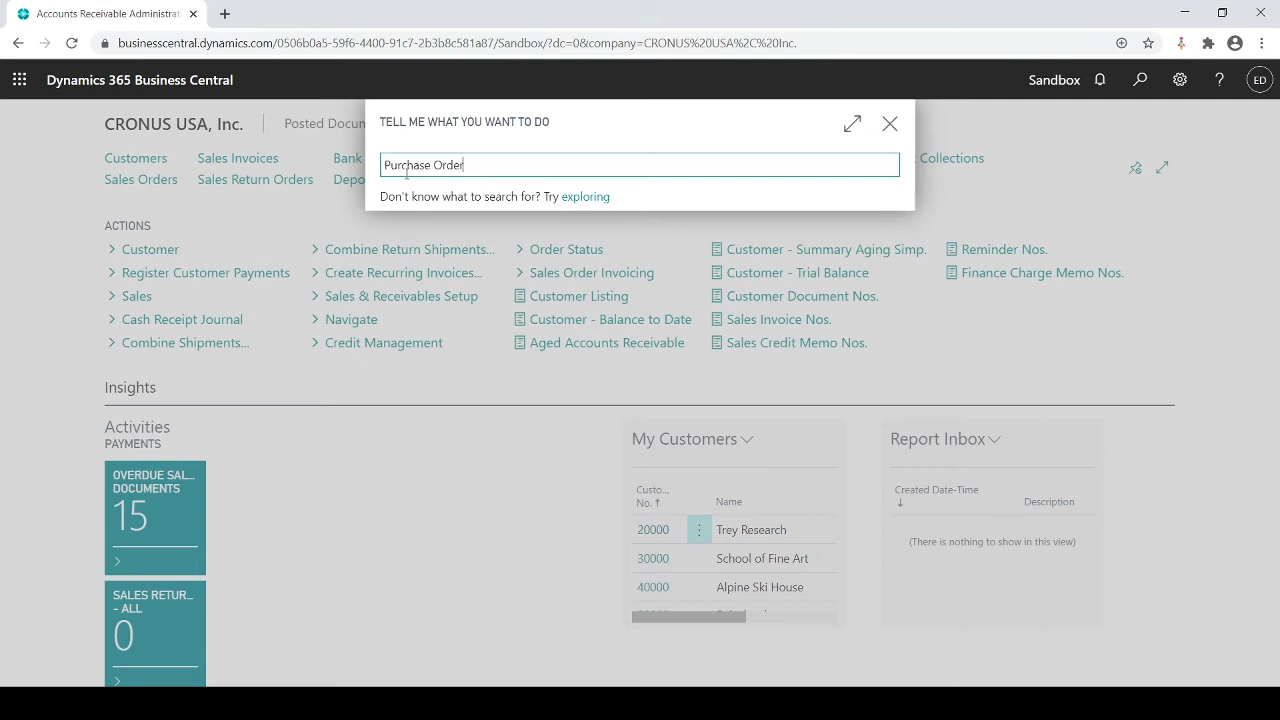 Accounts Receivable Administrat
businesscentral.dynamics.com/0506b0a5-59f6-4400-91c7-2b3b8c581a87/Sandbox/?dc=0&company=CRONUS%20USA%2C%20Inc.
Dynamics 365 Business Central
Sandbox
ED
CRONUS USA, Inc.
Posted Docum
TELL ME WHAT YOU WANT TO DO
Purchase Order
Don't know what to search for? Try exploring
Customers Sales Invoices Bank Collections
Sales Orders Sales Return Orders Depo
ACTIONS
Customer Combine Return Shipments... Order Status Customer - Summary Aging Simp. Reminder Nos.
Register Customer Payments Create Recurring Invoices... Sales Order Invoicing Customer - Trial Balance Finance Charge Memo Nos.
Sales Sales & Receivables Setup Customer Listing Customer Document Nos.
Cash Receipt Journal Navigate Customer - Balance to Date Sales Invoice Nos.
Combine Shipments... Credit Management Aged Accounts Receivable Sales Credit Memo Nos.
Insights
Activities
PAYMENTS
OVERDUE SAL...
DOCUMENTS
15
SALES RETUR...
- ALL
0
My Customers
Custo...
No. ↑ Name
20000 Trey Research
30000 School of Fine Art
40000 Alpine Ski House
Report Inbox
Created Date-Time
↓ Description
(There is nothing to show in this view)